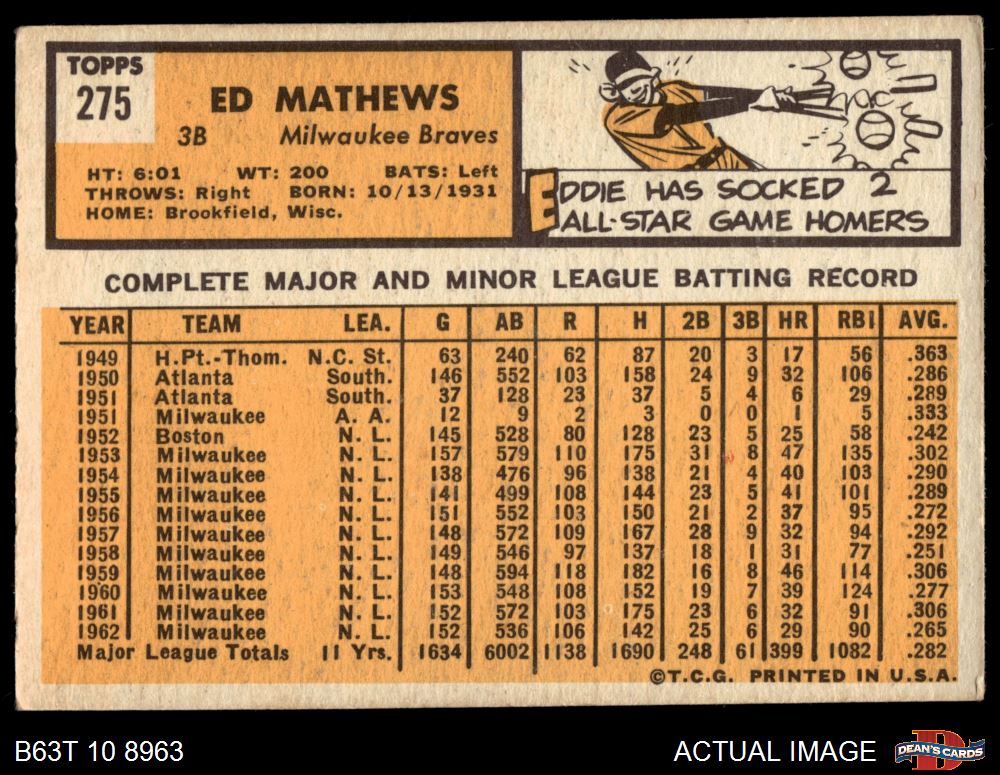 TOPPS
275
ED MATHEWS
3B Milwaukee Braves
HT: 6:01 WT: 200 BATS: Left
THROWS: Right BORN: 10/13/1931
HOME: Brookfield, Wisc.
EDDIE HAS SOCKED 2
ALL-STAR GAME HOMERS
COMPLETE MAJOR AND MINOR LEAGUE BATTING RECORD
YEAR TEAM LEA. G AB R H 2B 3B HR RBI AVG.
1949 H.Pt.-Thom. N.C. St. 63 240 62 87 20 3 17 56 .363
1950 Atlanta South. 146 552 103 158 24 9 32 106 .286
1951 Atlanta South. 37 128 23 37 5 4 6 29 .289
1951 Milwaukee A. A. 12 9 2 3 0 0 1 5 .333
1952 Boston N. L. 145 528 80 128 23 5 25 58 .242
1953 Milwaukee N. L. 157 579 110 175 31 8 47 135 .302
1954 Milwaukee N. L. 138 476 96 138 21 4 40 103 .290
1955 Milwaukee N. L. 141 499 108 144 23 5 41 101 .289
1956 Milwaukee N. L. 151 552 103 150 21 2 37 95 .272
1957 Milwaukee N. L. 148 572 109 167 28 9 32 94 .292
1958 Milwaukee N. L. 149 546 97 137 18 1 31 77 .251
1959 Milwaukee N. L. 148 594 118 182 16 8 46 114 .306
1960 Milwaukee N. L. 153 548 108 152 19 7 39 124 .277
1961 Milwaukee N. L. 152 572 103 175 23 6 32 91 .306
1962 Milwaukee N. L. 152 536 106 142 25 6 29 90 .265
Major League Totals 11 Yrs. 1634 6002 1138 1690 248 61 399 1082 .282
©T.C.G. PRINTED IN U.S.A.
B63T 10 8963 ACTUAL IMAGE DEAN'S CARDS